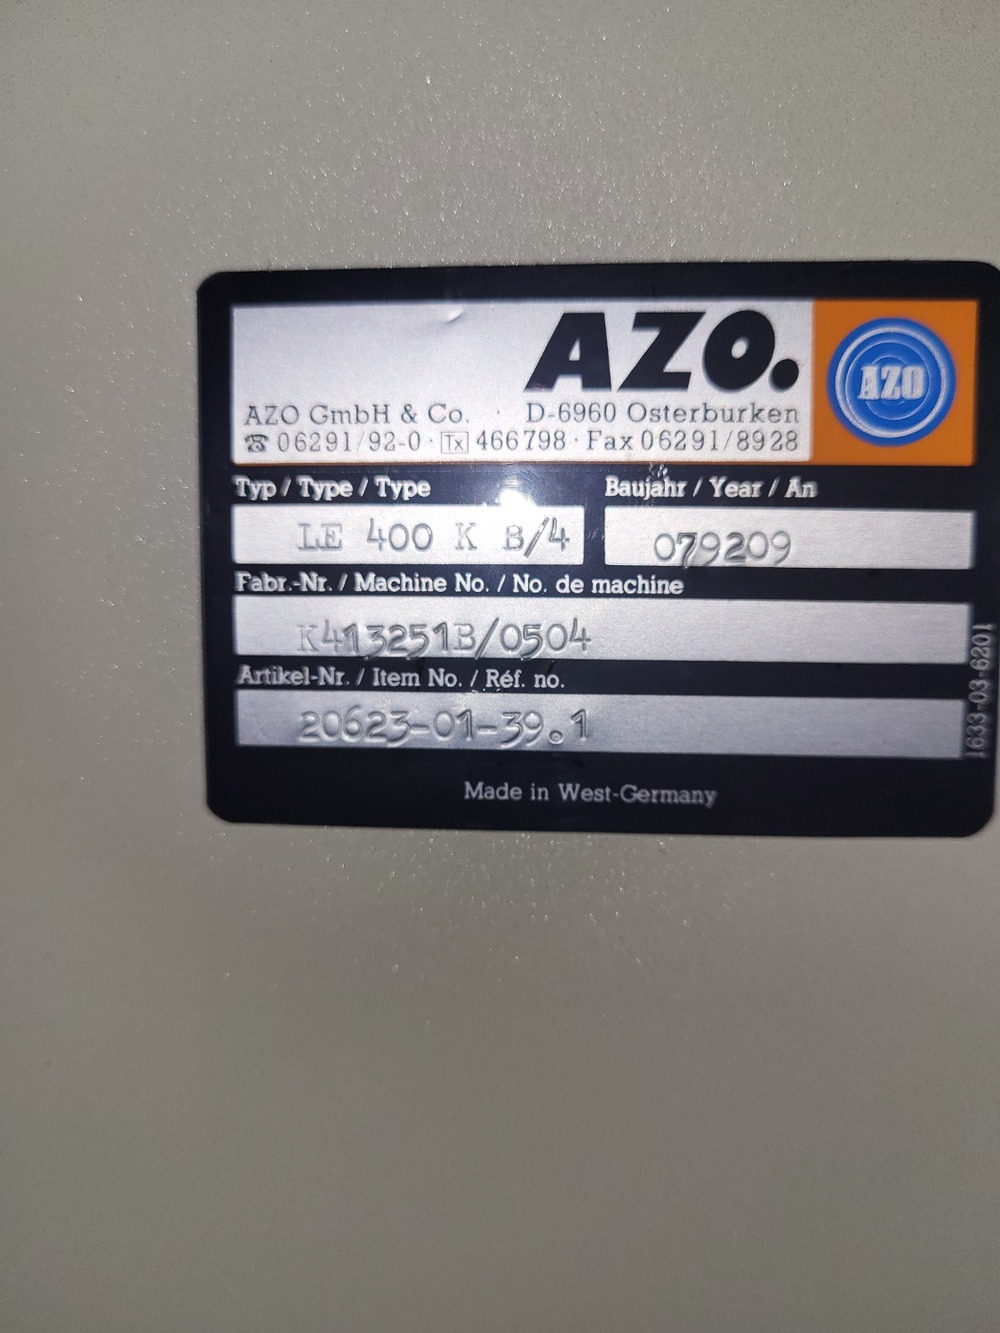 AZO.
AZO
AZO GmbH & Co. · D-6960 Osterburken
☎ 06291/92-0 · Tx 466798 · Fax 06291/8928
Typ / Type / Type
Baujahr / Year / An
LE 400 K B/4
079209
Fabr.-Nr. / Machine No. / No. de machine
K413251B/0504
Artikel-Nr. / Item No. / Réf. no.
20623-01-39.1
1633-03-6201
Made in West-Germany